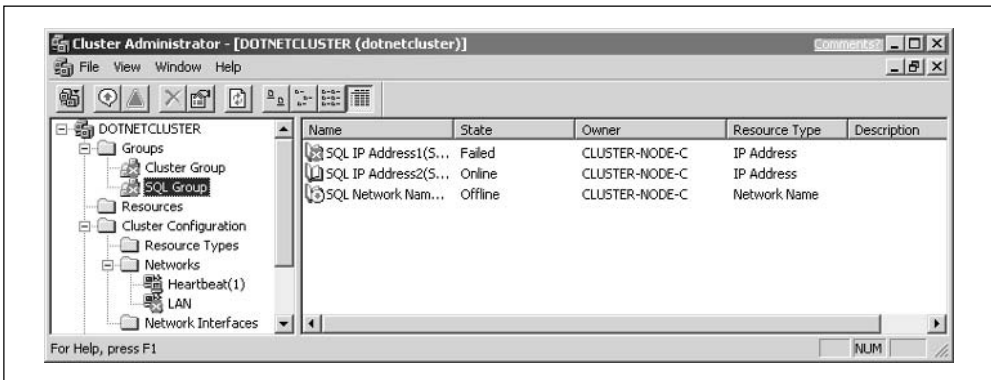 Cluster Administrator - [DOTNETCLUSTER (dotnetcluster)]
Comments?
File View Window Help
DOTNETCLUSTER
Groups
Cluster Group
SQL Group
Resources
Cluster Configuration
Resource Types
Networks
Heartbeat(1)
LAN
Network Interfaces
Name State Owner Resource Type Description
SQL IP Address1(S... Failed CLUSTER-NODE-C IP Address
SQL IP Address2(S... Online CLUSTER-NODE-C IP Address
SQL Network Nam... Offline CLUSTER-NODE-C Network Name
For Help, press F1
NUM